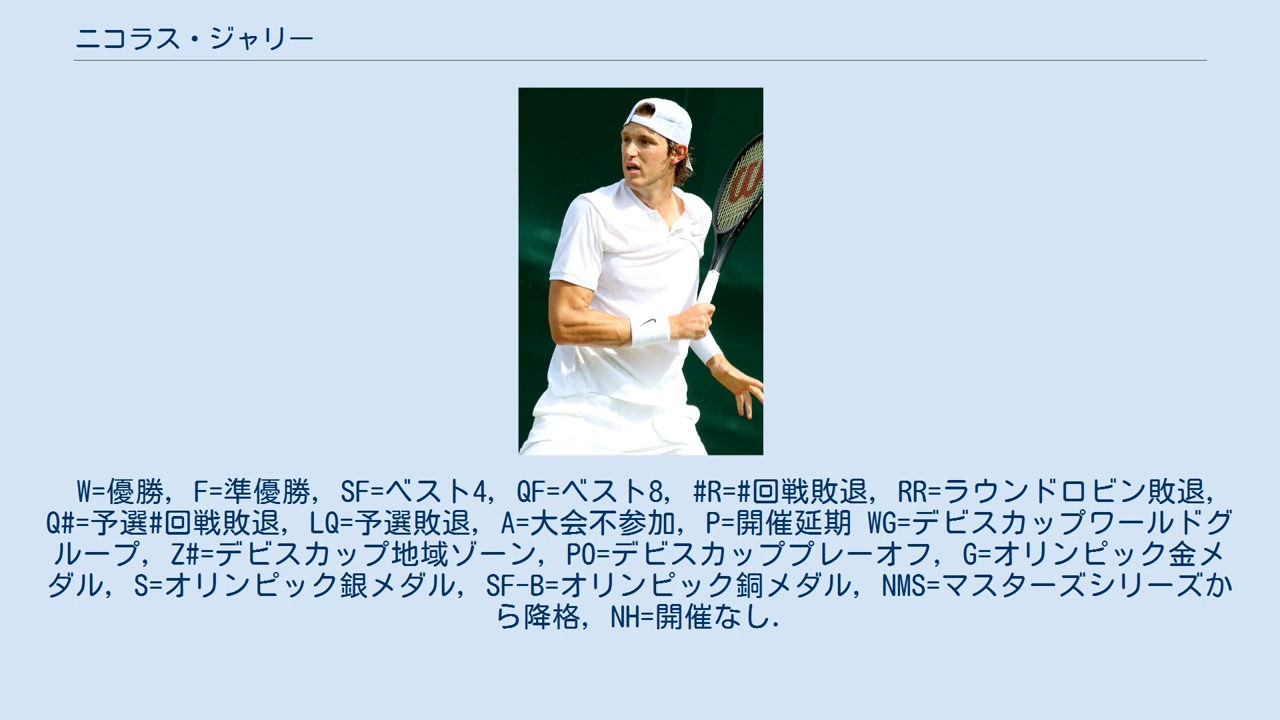 ニコラス・ジャリー
W=優勝, F=準優勝, SF=ベスト4, QF=ベスト8, #R=#回戦敗退, RR=ラウンドロビン敗退,
Q#=予選#回戦敗退, LQ=予選敗退, A=大会不参加, P=開催延期 WG=デビスカップワールドグ
ループ, Z#=デビスカップ地域ゾーン, PO=デビスカッププレーオフ, G=オリンピック金メ
ダル, S=オリンピック銀メダル, SF-B=オリンピック銅メダル, NMS=マスターズシリーズか
ら降格, NH=開催なし.